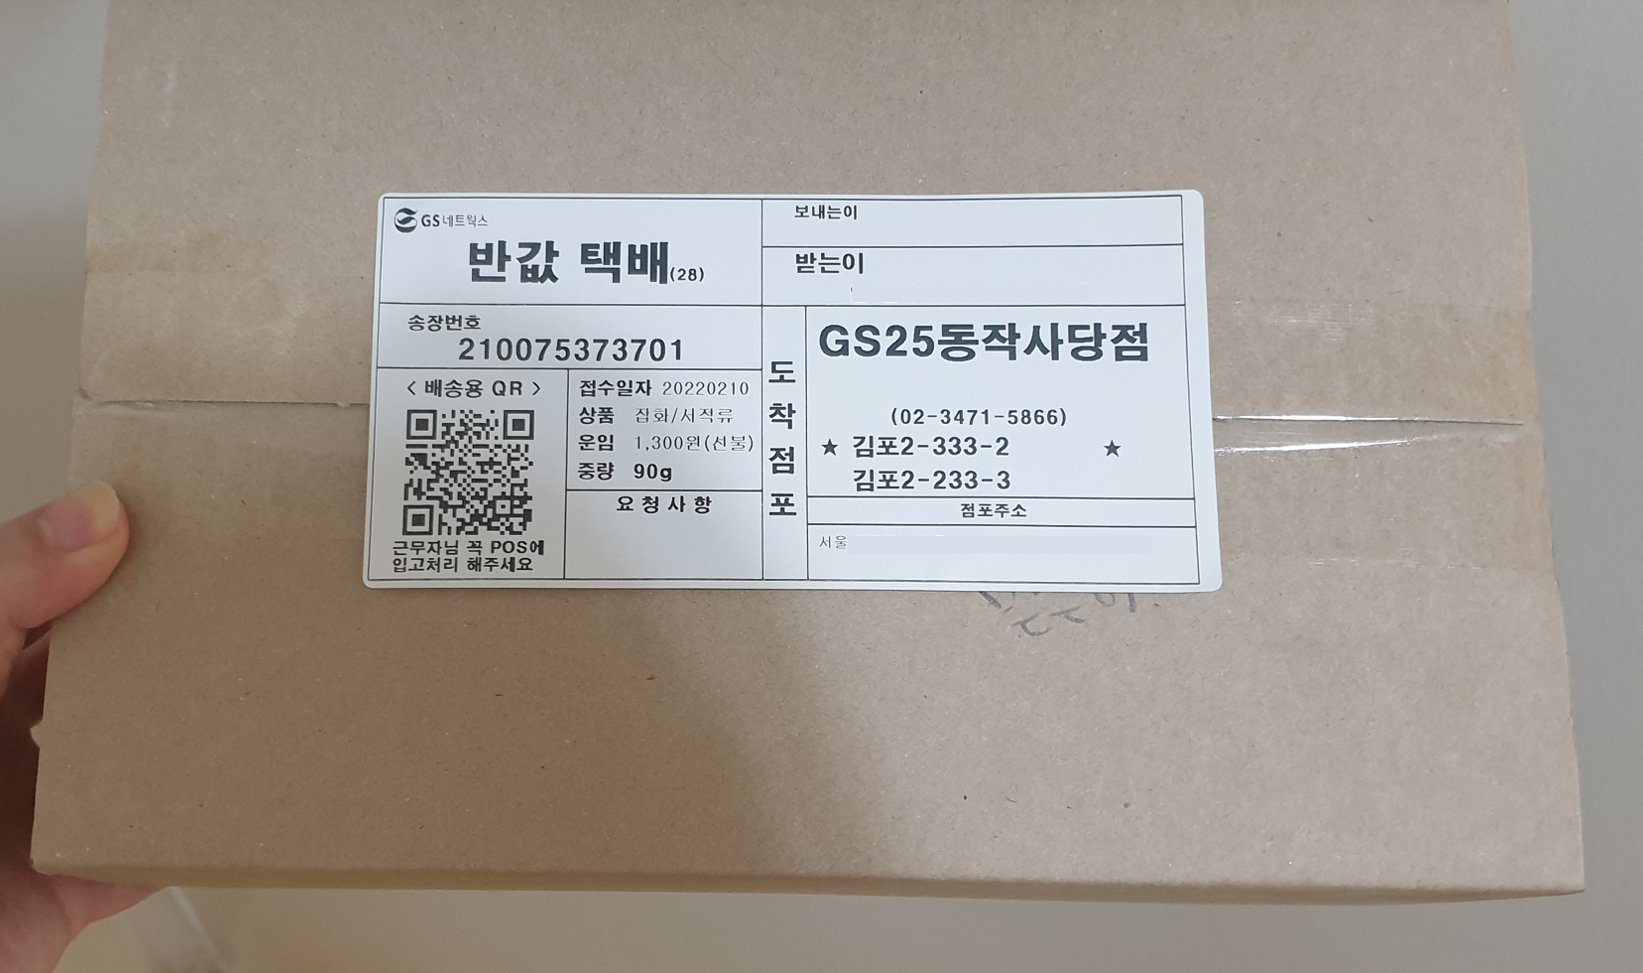 GS네트웍스
반값 택배(28)
보내는이
받는이
송장번호
210075373701
< 배송용 QR >
근무자님 꼭 POS에
입고처리 해주세요
접수일자 20220210
상품 잡화/서적류
운임 1,300원(선불)
중량 90g
요청사항
도착점포
GS25동작사당점
(02-3471-5866)
★ 김포2-333-2 ★
김포2-233-3
점포주소
서울